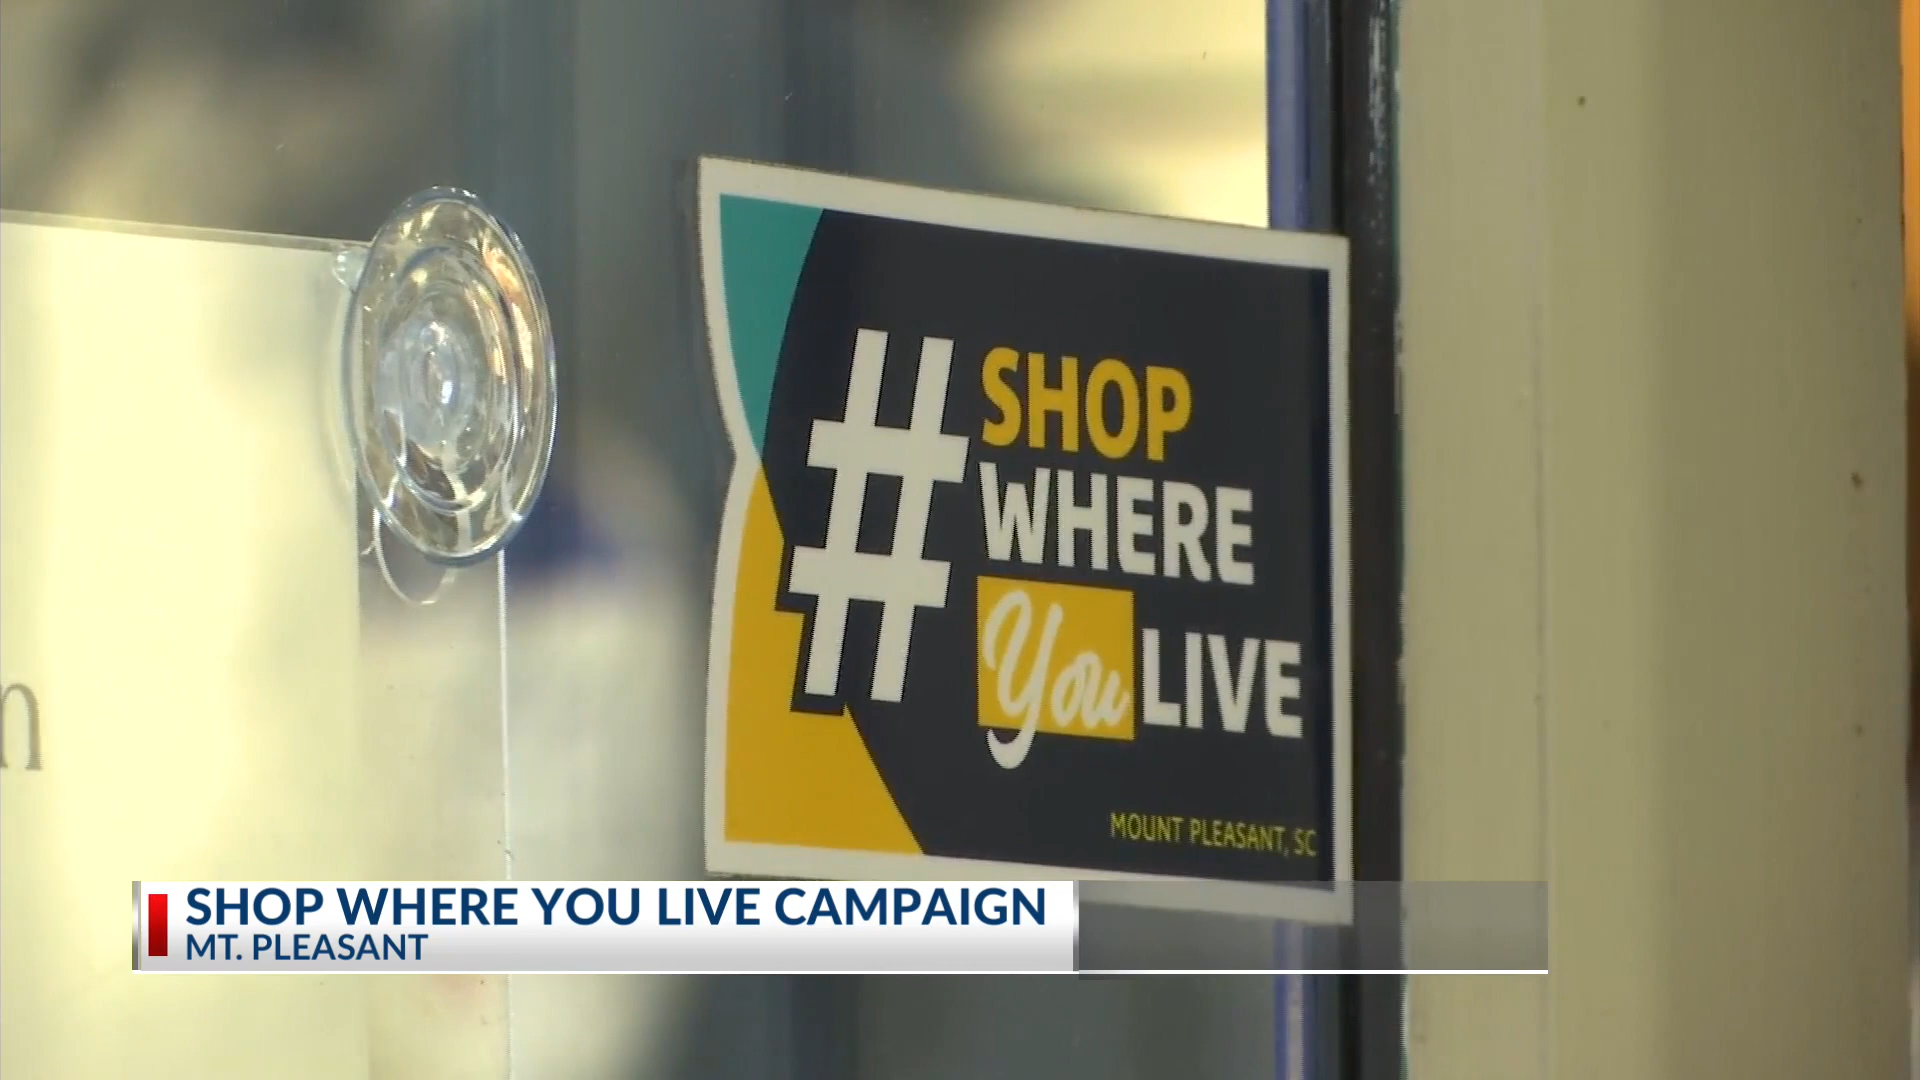 #SHOP
WHERE
You LIVE
MOUNT PLEASANT, SC
SHOP WHERE YOU LIVE CAMPAIGN
MT. PLEASANT